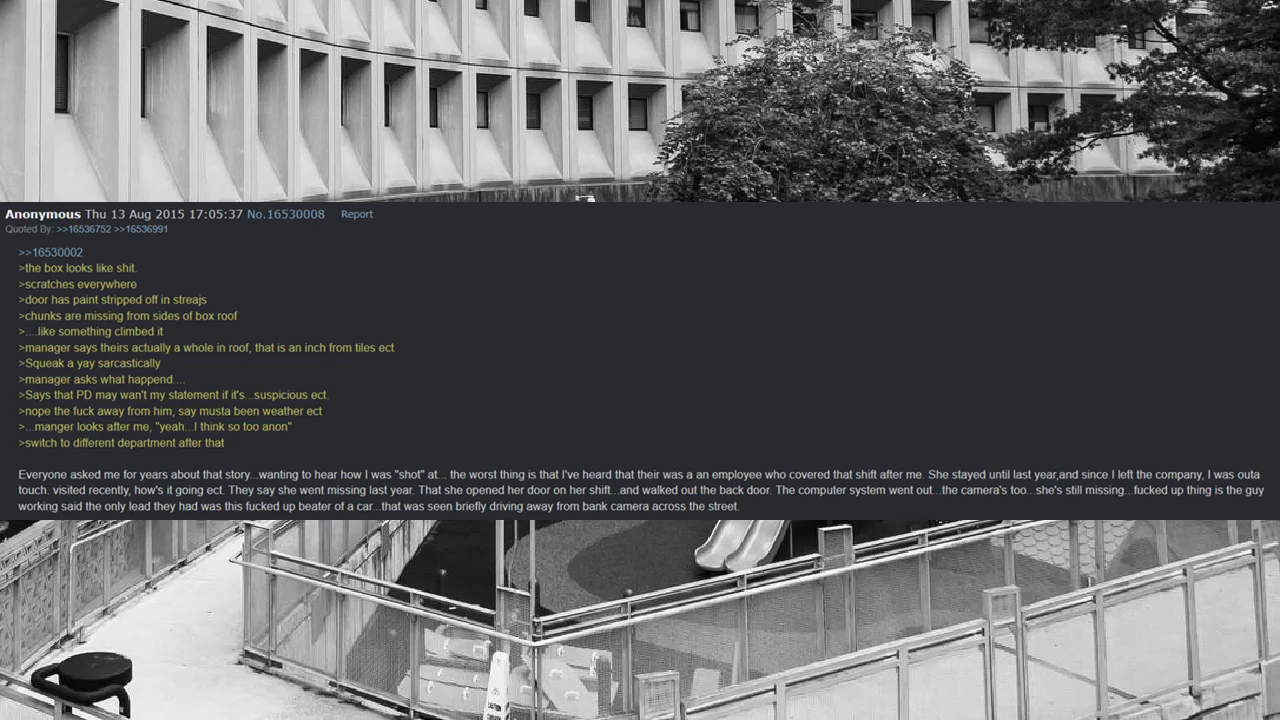 Anonymous Thu 13 Aug 2015 17:05:37 No.16530008 Report
Quoted By: >>16536752 >>16536991
>>16530002
>the box looks like shit.
>scratches everywhere
>door has paint stripped off in streajs
>chunks are missing from sides of box roof
>....like something climbed it
>manager says theirs actually a whole in roof, that is an inch from tiles ect
>Squeak a yay sarcastically
>manager asks what happend....
>Says that PD may wan't my statement if it's...suspicious ect.
>nope the fuck away from him, say musta been weather ect
>...manger looks after me, "yeah...I think so too anon"
>switch to different department after that
Everyone asked me for years about that story...wanting to hear how I was "shot" at... the worst thing is that I've heard that their was a an employee who covered that shift after me. She stayed until last year,and since I left the company, I was outa
touch. visited recently, how's it going ect. They say she went missing last year. That she opened her door on her shift...and walked out the back door. The computer system went out...the camera's too...she's still missing...fucked up thing is the guy
working said the only lead they had was this fucked up beater of a car...that was seen briefly driving away from bank camera across the street.